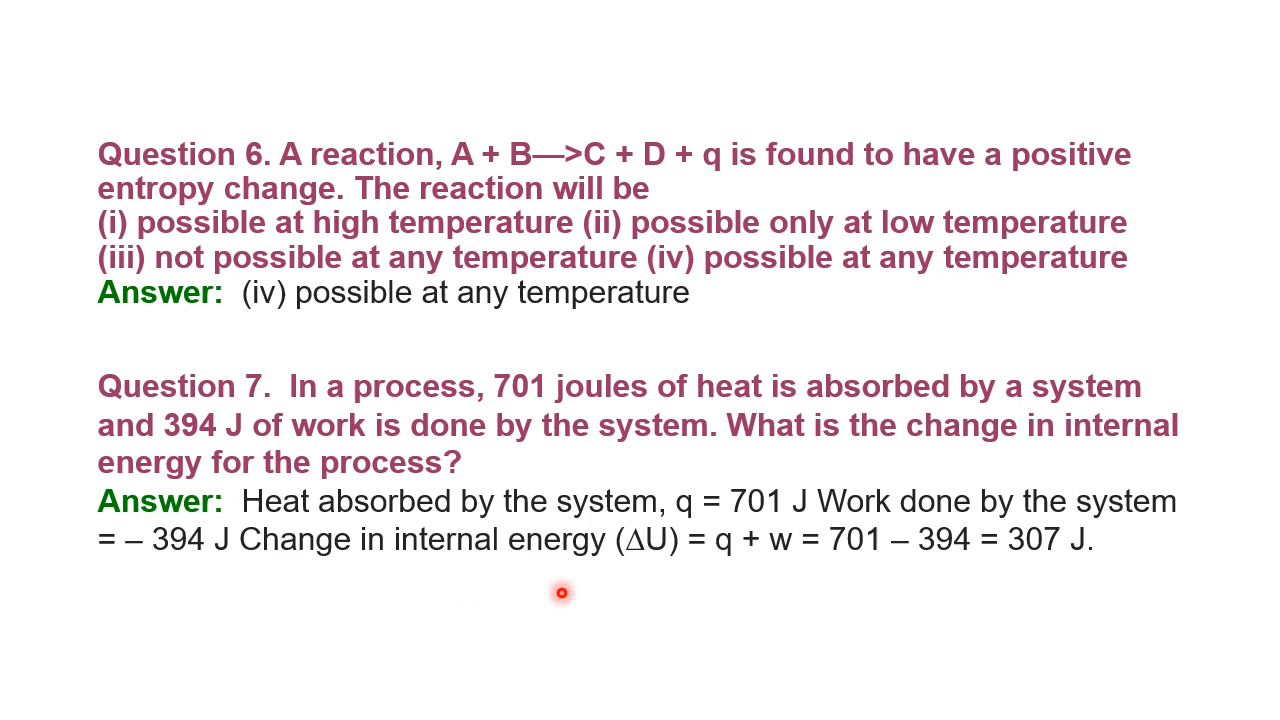 Question 6. A reaction, A + B—>C + D + q is found to have a positive
entropy change. The reaction will be
(i) possible at high temperature (ii) possible only at low temperature
(iii) not possible at any temperature (iv) possible at any temperature
Answer: (iv) possible at any temperature
Question 7. In a process, 701 joules of heat is absorbed by a system
and 394 J of work is done by the system. What is the change in internal
energy for the process?
Answer: Heat absorbed by the system, q = 701 J Work done by the system
= – 394 J Change in internal energy (∆U) = q + w = 701 – 394 = 307 J.